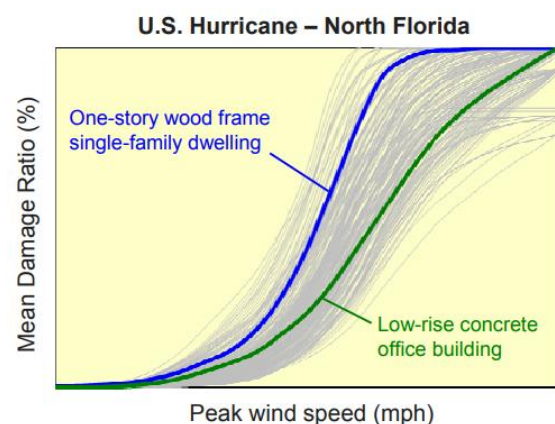 U.S. Hurricane – North Florida
Mean Damage Ratio (%)
One-story wood frame
single-family dwelling
Low-rise concrete
office building
Peak wind speed (mph)